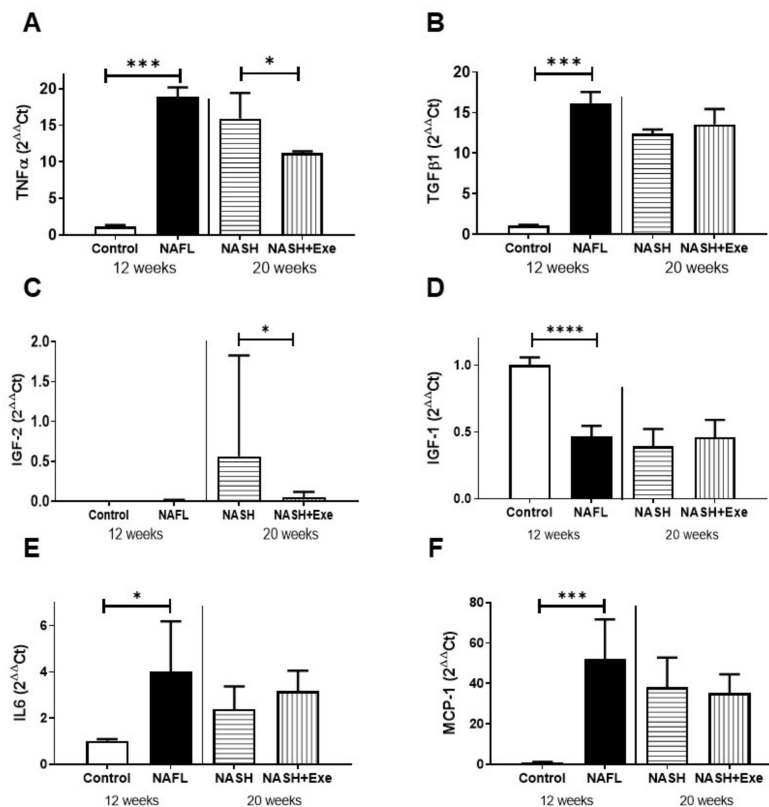 A
TNFα (2^ΔΔCt)
20
15
10
5
0
***
*
Control NAFL NASH NASH+Exe
12 weeks 20 weeks
B
TGFβ1 (2^ΔΔCt)
20
15
10
5
0
***
Control NAFL NASH NASH+Exe
12 weeks 20 weeks
C
IGF-2 (2^ΔΔCt)
2.0
1.5
1.0
0.5
0.0
*
Control NAFL NASH NASH+Exe
12 weeks 20 weeks
D
IGF-1 (2^ΔΔCt)
1.0
0.5
0.0
****
Control NAFL NASH NASH+Exe
12 weeks 20 weeks
E
IL6 (2^ΔΔCt)
6
4
2
0
*
Control NAFL NASH NASH+Exe
12 weeks 20 weeks
F
MCP-1 (2^ΔΔCt)
80
60
40
20
0
***
Control NAFL NASH NASH+Exe
12 weeks 20 weeks